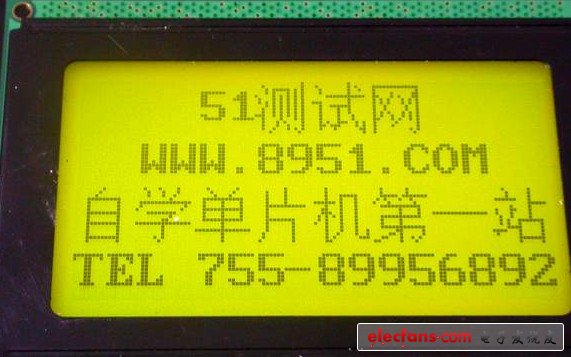 51测试网
WWW.8951.COM
自学单片机第一站
TEL 755-89956892
elecfans.com 电子发烧友